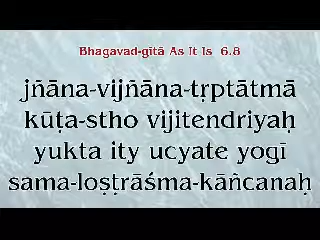 Bhagavad-gītā As It Is 6.8
jñāna-vijñāna-tṛptātmā
kūṭa-stho vijitendriyaḥ
yukta ity ucyate yogī
sama-loṣṭrāśma-kāñcanaḥ